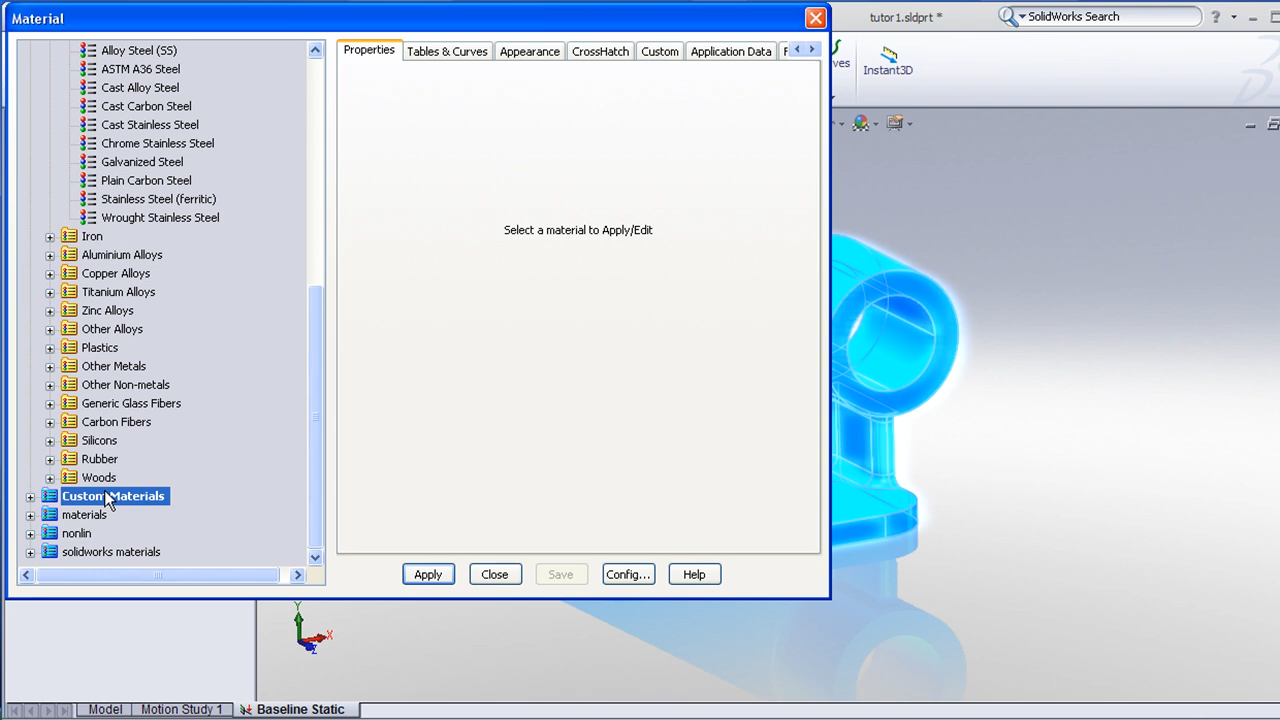 Material
tutor1.sldprt *
SolidWorks Search
?
Alloy Steel (SS)
ASTM A36 Steel
Cast Alloy Steel
Cast Carbon Steel
Cast Stainless Steel
Chrome Stainless Steel
Galvanized Steel
Plain Carbon Steel
Stainless Steel (ferritic)
Wrought Stainless Steel
Iron
Aluminium Alloys
Copper Alloys
Titanium Alloys
Zinc Alloys
Other Alloys
Plastics
Other Metals
Other Non-metals
Generic Glass Fibers
Carbon Fibers
Silicons
Rubber
Woods
Custom Materials
materials
nonlin
solidworks materials
Properties Tables & Curves Appearance CrossHatch Custom Application Data F
ves
Instant3D
Select a material to Apply/Edit
Apply Close Save Config... Help
Y
X
Z
Model Motion Study 1 Baseline Static